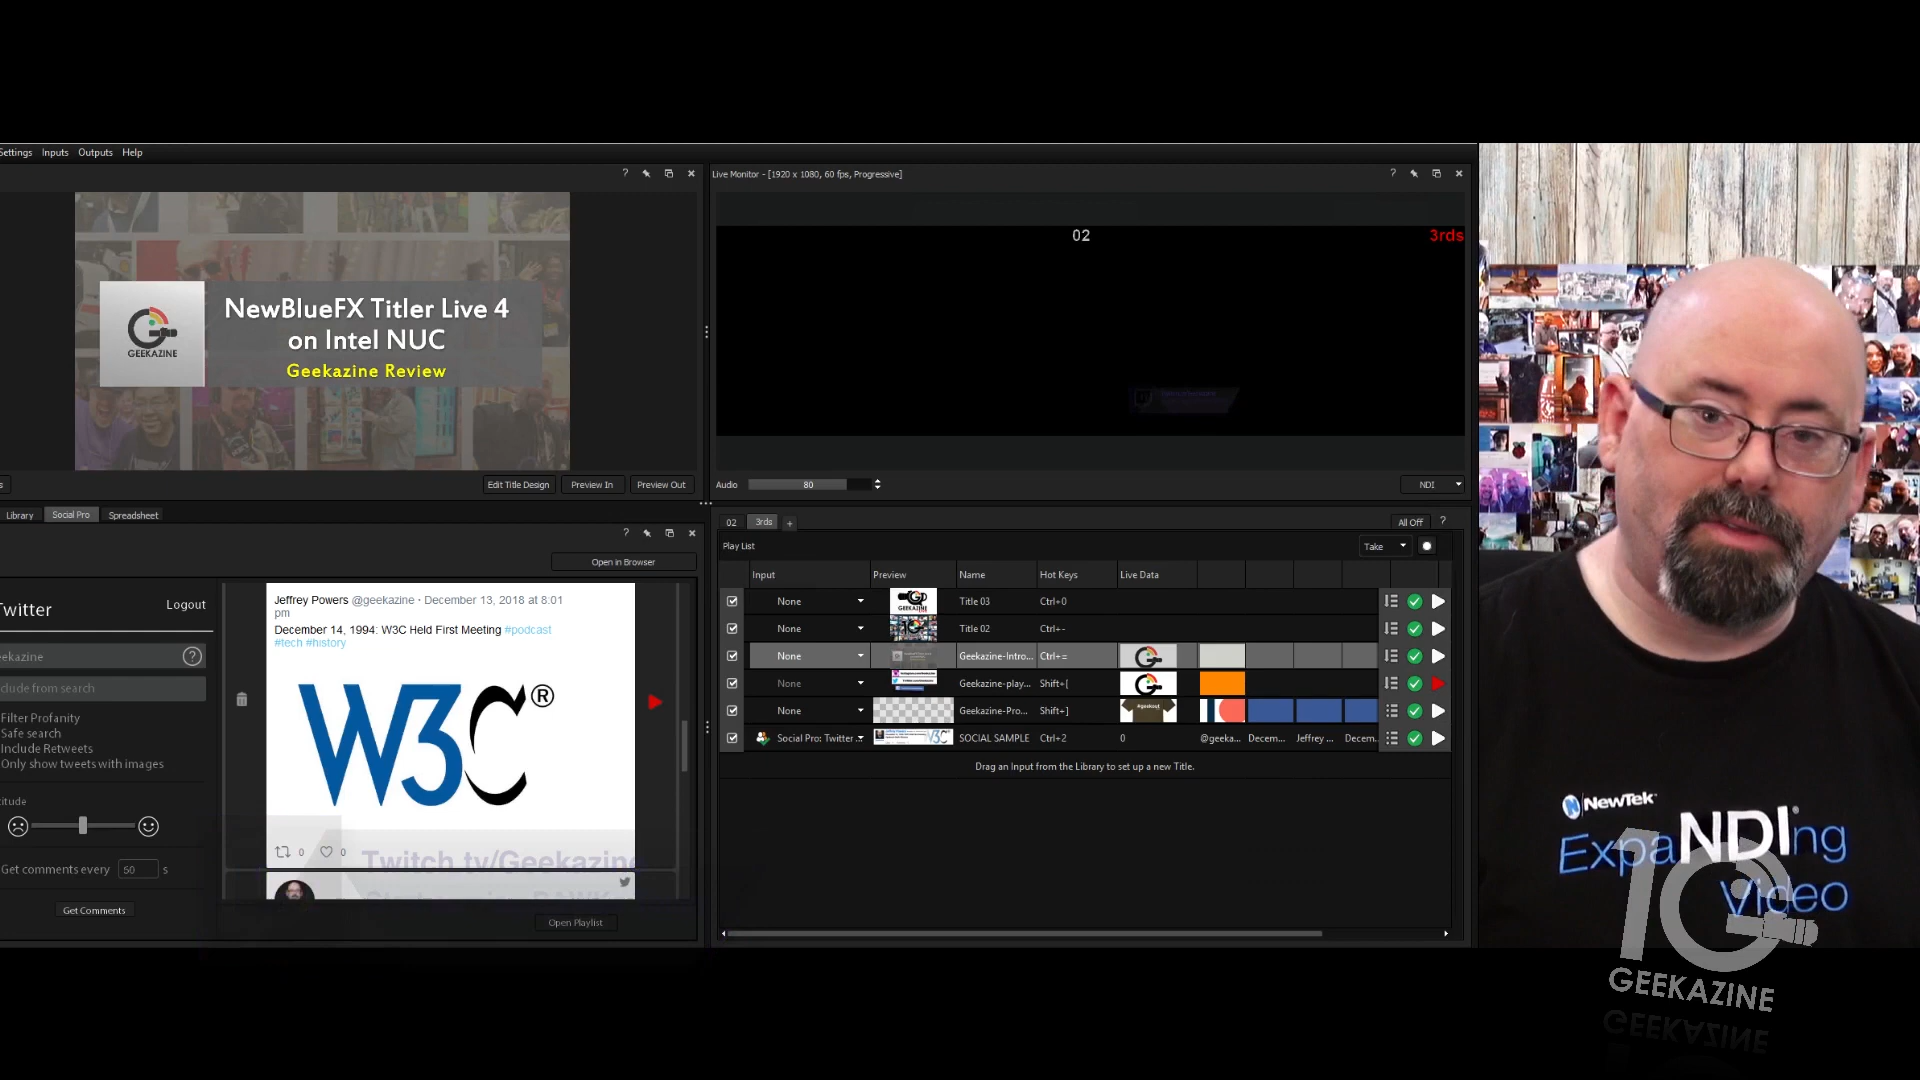 Settings Inputs Outputs Help
GEEKAZINE
NewBlueFX Titler Live 4
on Intel NUC
Geekazine Review
Edit Title Design Preview In Preview Out
Live Monitor - [1920 x 1080, 60 fps, Progressive]
02
3rds
Audio 80 NDI
Library Social Pro Spreadsheet
Open in Browser
Twitter
Logout
eekazine
clude from search
Filter Profanity
Safe search
Include Retweets
Only show tweets with images
itude
Get comments every 50 s
Get Comments
Jeffrey Powers @geekazine · December 13, 2018 at 8:01
pm
December 14, 1994: W3C Held First Meeting #podcast
#tech #history
W3C®
0 0
Twitch.tv/Geekazine
Open Playlist
02 3rds + All Off ?
Play List
Take
Input Preview Name Hot Keys Live Data
None Title 03 Ctrl+0
None Title 02 Ctrl+-
None Geekazine-Intro... Ctrl+=
None Geekazine-play... Shift+[
None Geekazine-Pro... Shift+]
Social Pro: Twitter ... SOCIAL SAMPLE Ctrl+2 0 @geeka... Decem... Jeffrey ... Decem...
Drag an Input from the Library to set up a new Title.
NewTek™
ExpaNDIng
Video
10
GEEKAZINE